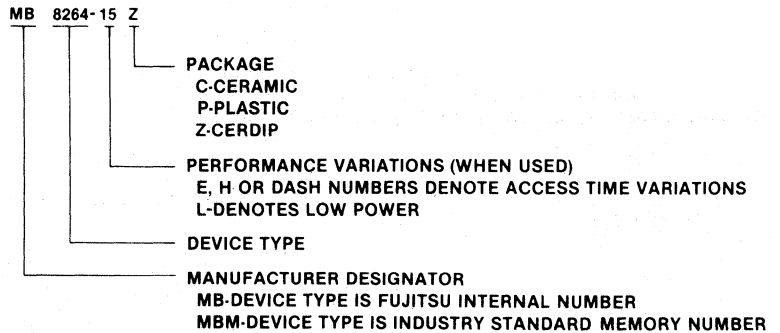 MB 8264-15 Z
PACKAGE
C-CERAMIC
P-PLASTIC
Z-CERDIP
PERFORMANCE VARIATIONS (WHEN USED)
E, H OR DASH NUMBERS DENOTE ACCESS TIME VARIATIONS
L-DENOTES LOW POWER
DEVICE TYPE
MANUFACTURER DESIGNATOR
MB-DEVICE TYPE IS FUJITSU INTERNAL NUMBER
MBM-DEVICE TYPE IS INDUSTRY STANDARD MEMORY NUMBER